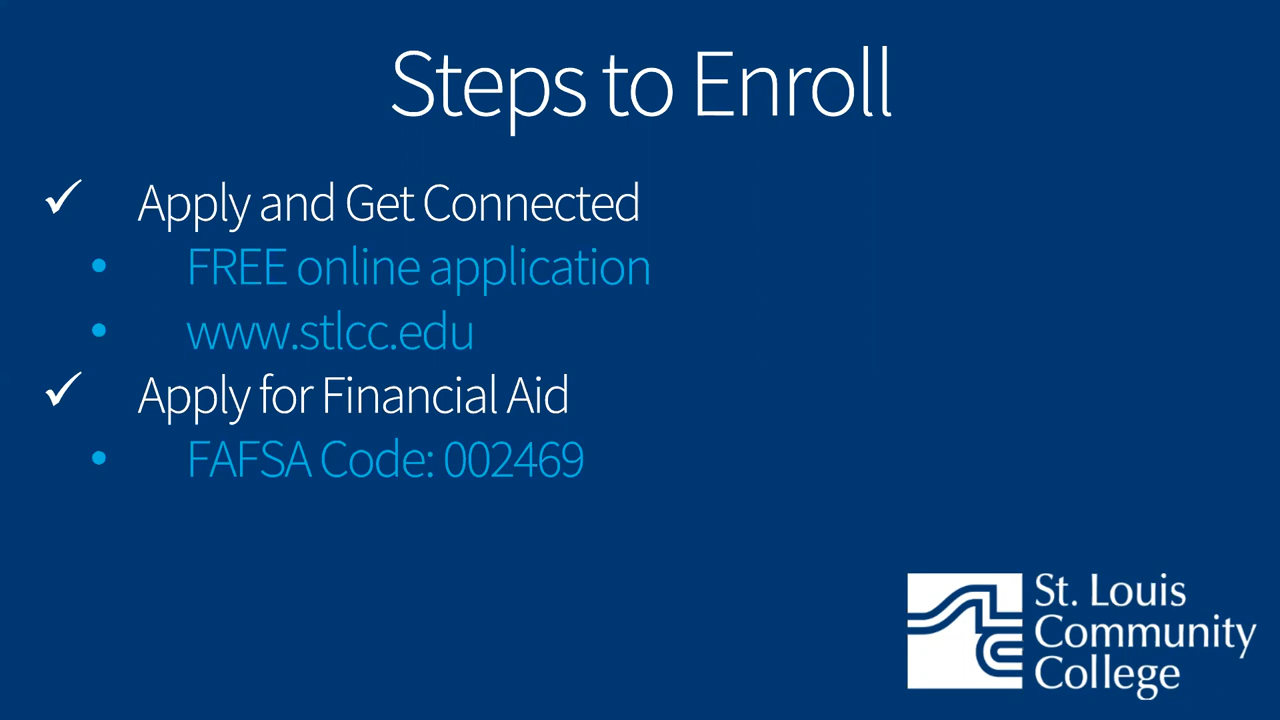 Steps to Enroll
✓ Apply and Get Connected
• FREE online application
• www.stlcc.edu
✓ Apply for Financial Aid
• FAFSA Code: 002469
St. Louis
Community
College